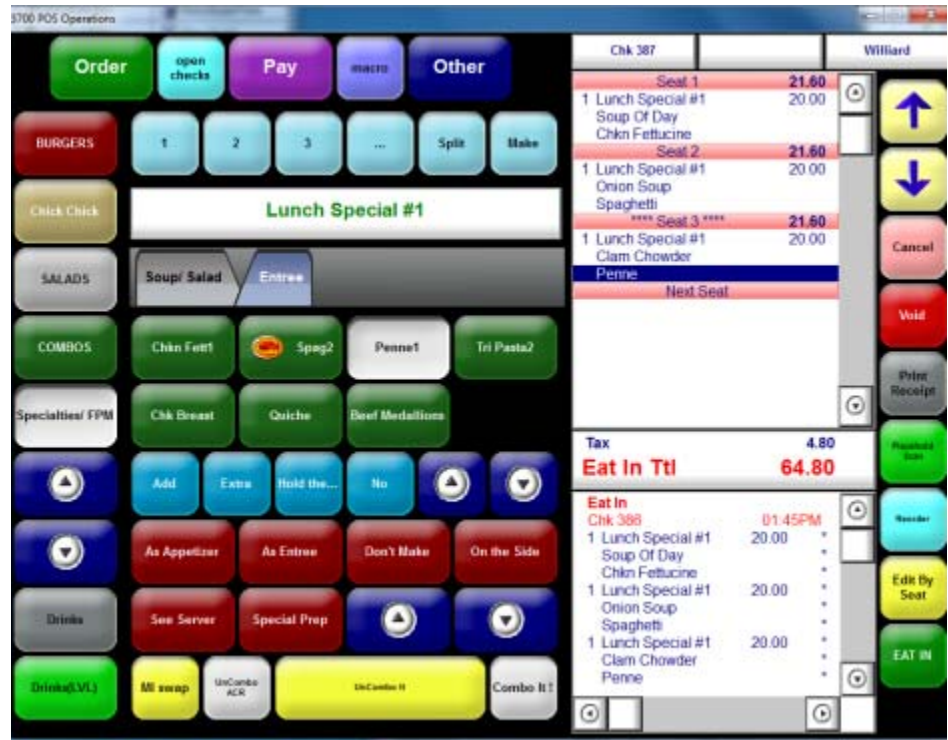 3700 POS Operations
Order
open checks
Pay
macro
Other
BURGERS
1
2
3
...
Split
Make
Chick Chick
Lunch Special #1
SALADS
Soup/ Salad
Entree
COMBOS
Chkn Fett1
Spag2
Penne1
Tri Pasta2
Specialties/ FPM
Chk Breast
Quiche
Beef Medallions
Add
Extra
Hold the...
No
As Appetizer
As Entree
Don't Make
On the Side
Drinks
See Server
Special Prep
Drinks(LVL)
MI swap
UnCombo ACR
UnCombo It
Combo It !
Chk 387
Williard
Seat 1 21.60
1 Lunch Special #1 20.00
Soup Of Day
Chkn Fettucine
Seat 2 21.60
1 Lunch Special #1 20.00
Onion Soup
Spaghetti
**** Seat 3 **** 21.60
1 Lunch Special #1 20.00
Clam Chowder
Penne
Next Seat
Tax 4.80
Eat In Ttl 64.80
Eat In
Chk 386 01:45PM
1 Lunch Special #1 20.00 *
Soup Of Day *
Chkn Fettucine *
1 Lunch Special #1 20.00 *
Onion Soup *
Spaghetti *
1 Lunch Special #1 20.00 *
Clam Chowder *
Penne *
Cancel
Void
Print
Receipt
Reorder
Edit By
Seat
EAT IN